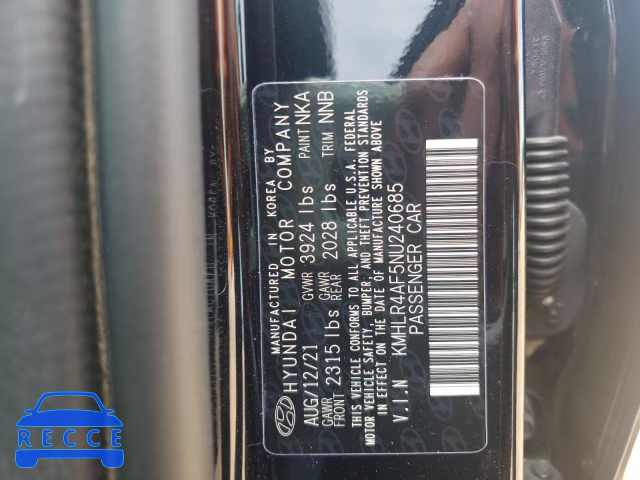 MANUFACTURED IN KOREA BY
HYUNDAI MOTOR COMPANY
AUG/12/21 GVWR 3924 lbs PAINT NKA
GAWR FRONT 2315 lbs GAWR REAR 2028 lbs TRIM NNB
THIS VEHICLE CONFORMS TO ALL APPLICABLE U.S.A. FEDERAL
MOTOR VEHICLE SAFETY, BUMPER, AND THEFT PREVENTION STANDARDS
IN EFFECT ON THE DATE OF MANUFACTURE SHOWN ABOVE
V.I.N KMHLR4AF5NU240685
PASSENGER CAR
RECCE